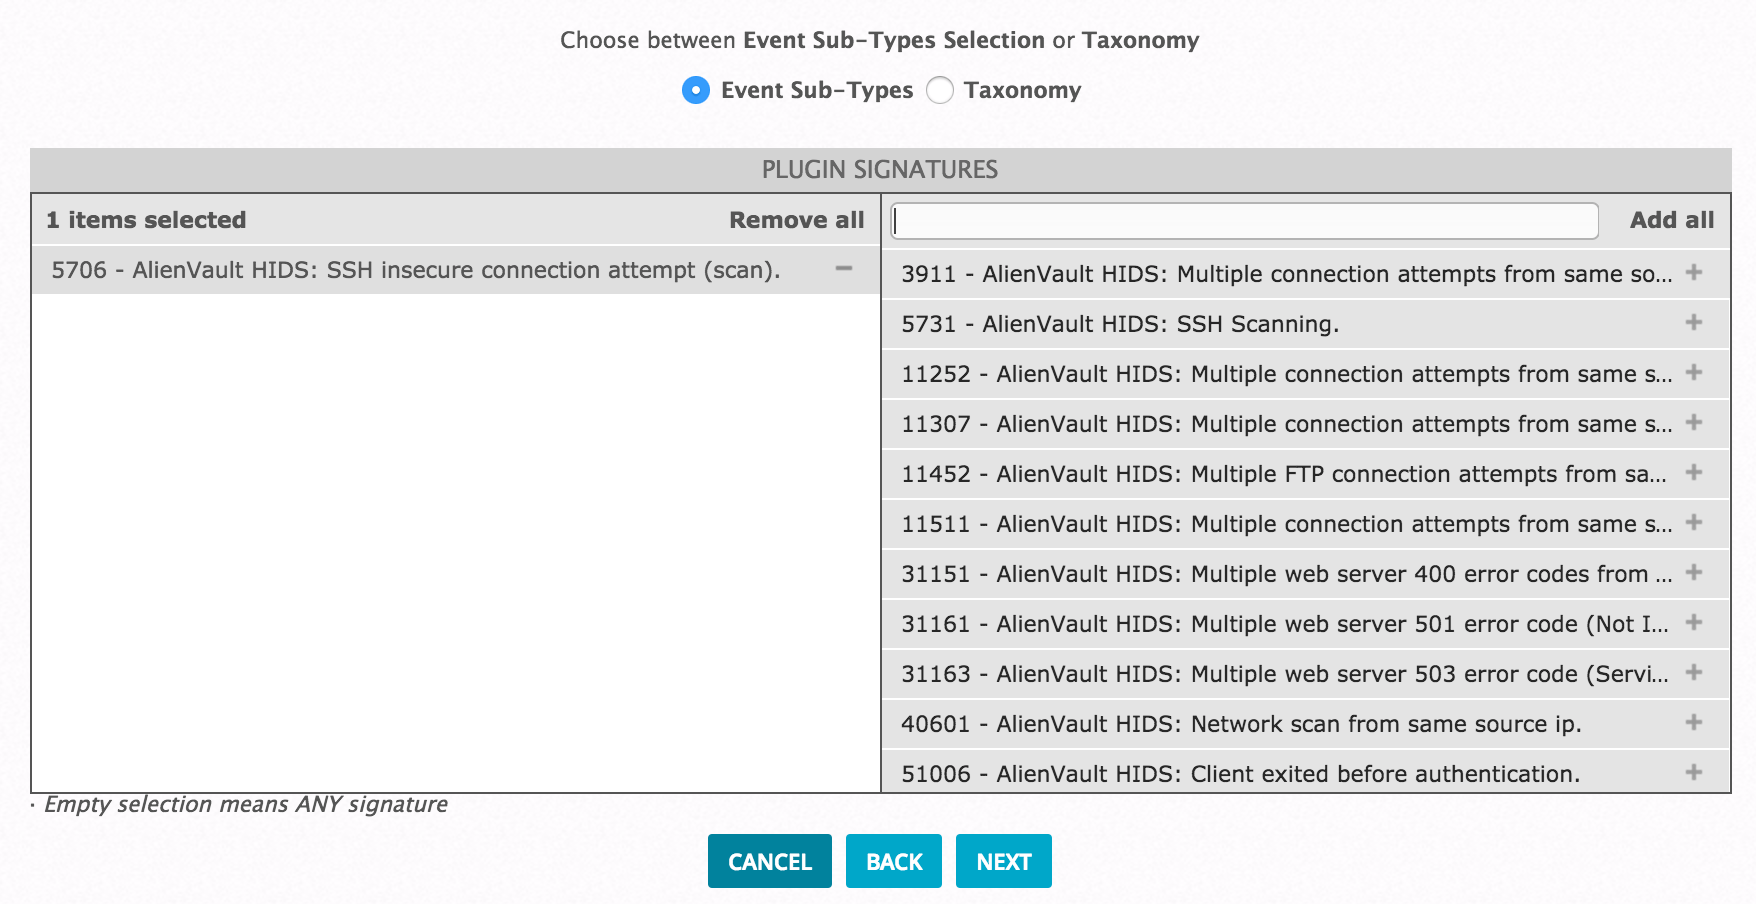 Choose between Event Sub-Types Selection or Taxonomy
Event Sub-Types Taxonomy
PLUGIN SIGNATURES
1 items selected Remove all
5706 - AlienVault HIDS: SSH insecure connection attempt (scan).
Add all
3911 - AlienVault HIDS: Multiple connection attempts from same so...
5731 - AlienVault HIDS: SSH Scanning.
11252 - AlienVault HIDS: Multiple connection attempts from same s...
11307 - AlienVault HIDS: Multiple connection attempts from same s...
11452 - AlienVault HIDS: Multiple FTP connection attempts from sa...
11511 - AlienVault HIDS: Multiple connection attempts from same s...
31151 - AlienVault HIDS: Multiple web server 400 error codes from ...
31161 - AlienVault HIDS: Multiple web server 501 error code (Not I...
31163 - AlienVault HIDS: Multiple web server 503 error code (Servi...
40601 - AlienVault HIDS: Network scan from same source ip.
51006 - AlienVault HIDS: Client exited before authentication.
· Empty selection means ANY signature
CANCEL BACK NEXT